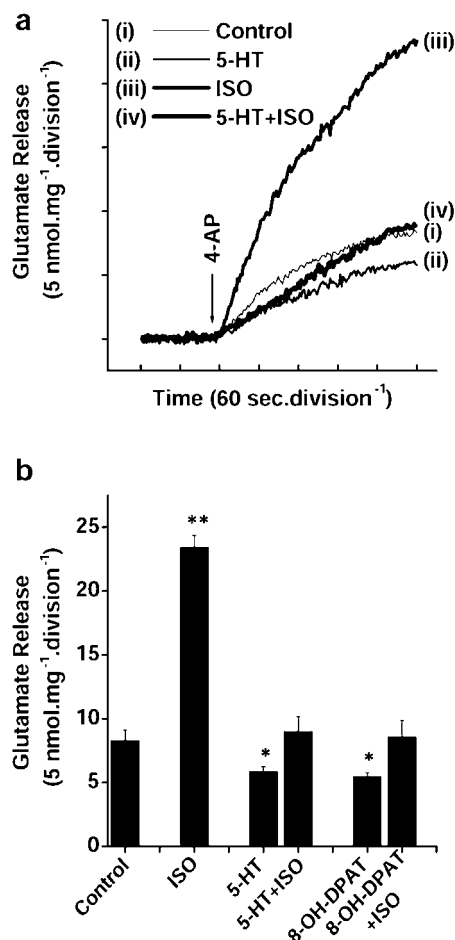 a
(i) Control
(ii) 5-HT
(iii) ISO
(iv) 5-HT+ISO
(iii)
(iv)
(i)
(ii)
4-AP
Glutamate Release
(5 nmol.mg⁻¹.division⁻¹)
Time (60 sec.division⁻¹)
b
Glutamate Release
(5 nmol.mg⁻¹.division⁻¹)
25
20
15
10
5
0
**
*
*
Control
ISO
5-HT
5-HT+ISO
8-OH-DPAT
8-OH-DPAT
+ISO